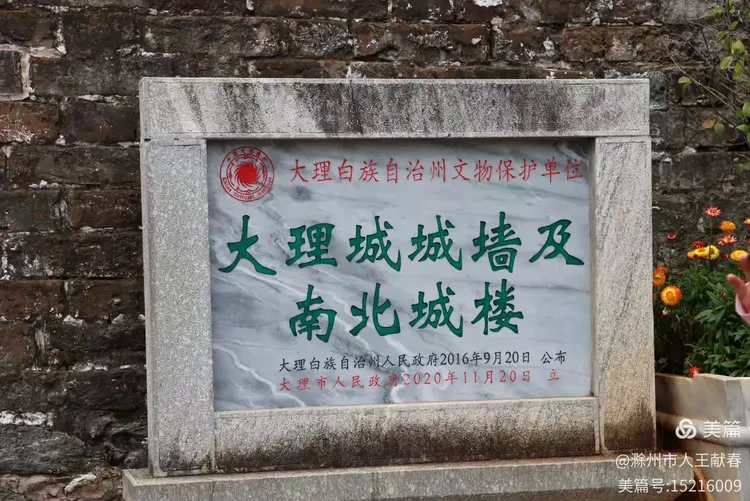 大理白族自治州文物保护单位
大理城城墙及
南北城楼
大理白族自治州人民政府2016年9月20日 公布
大理市人民政府2020年11月20日 立
美篇
@滁州市人王献春
美篇号:15216009